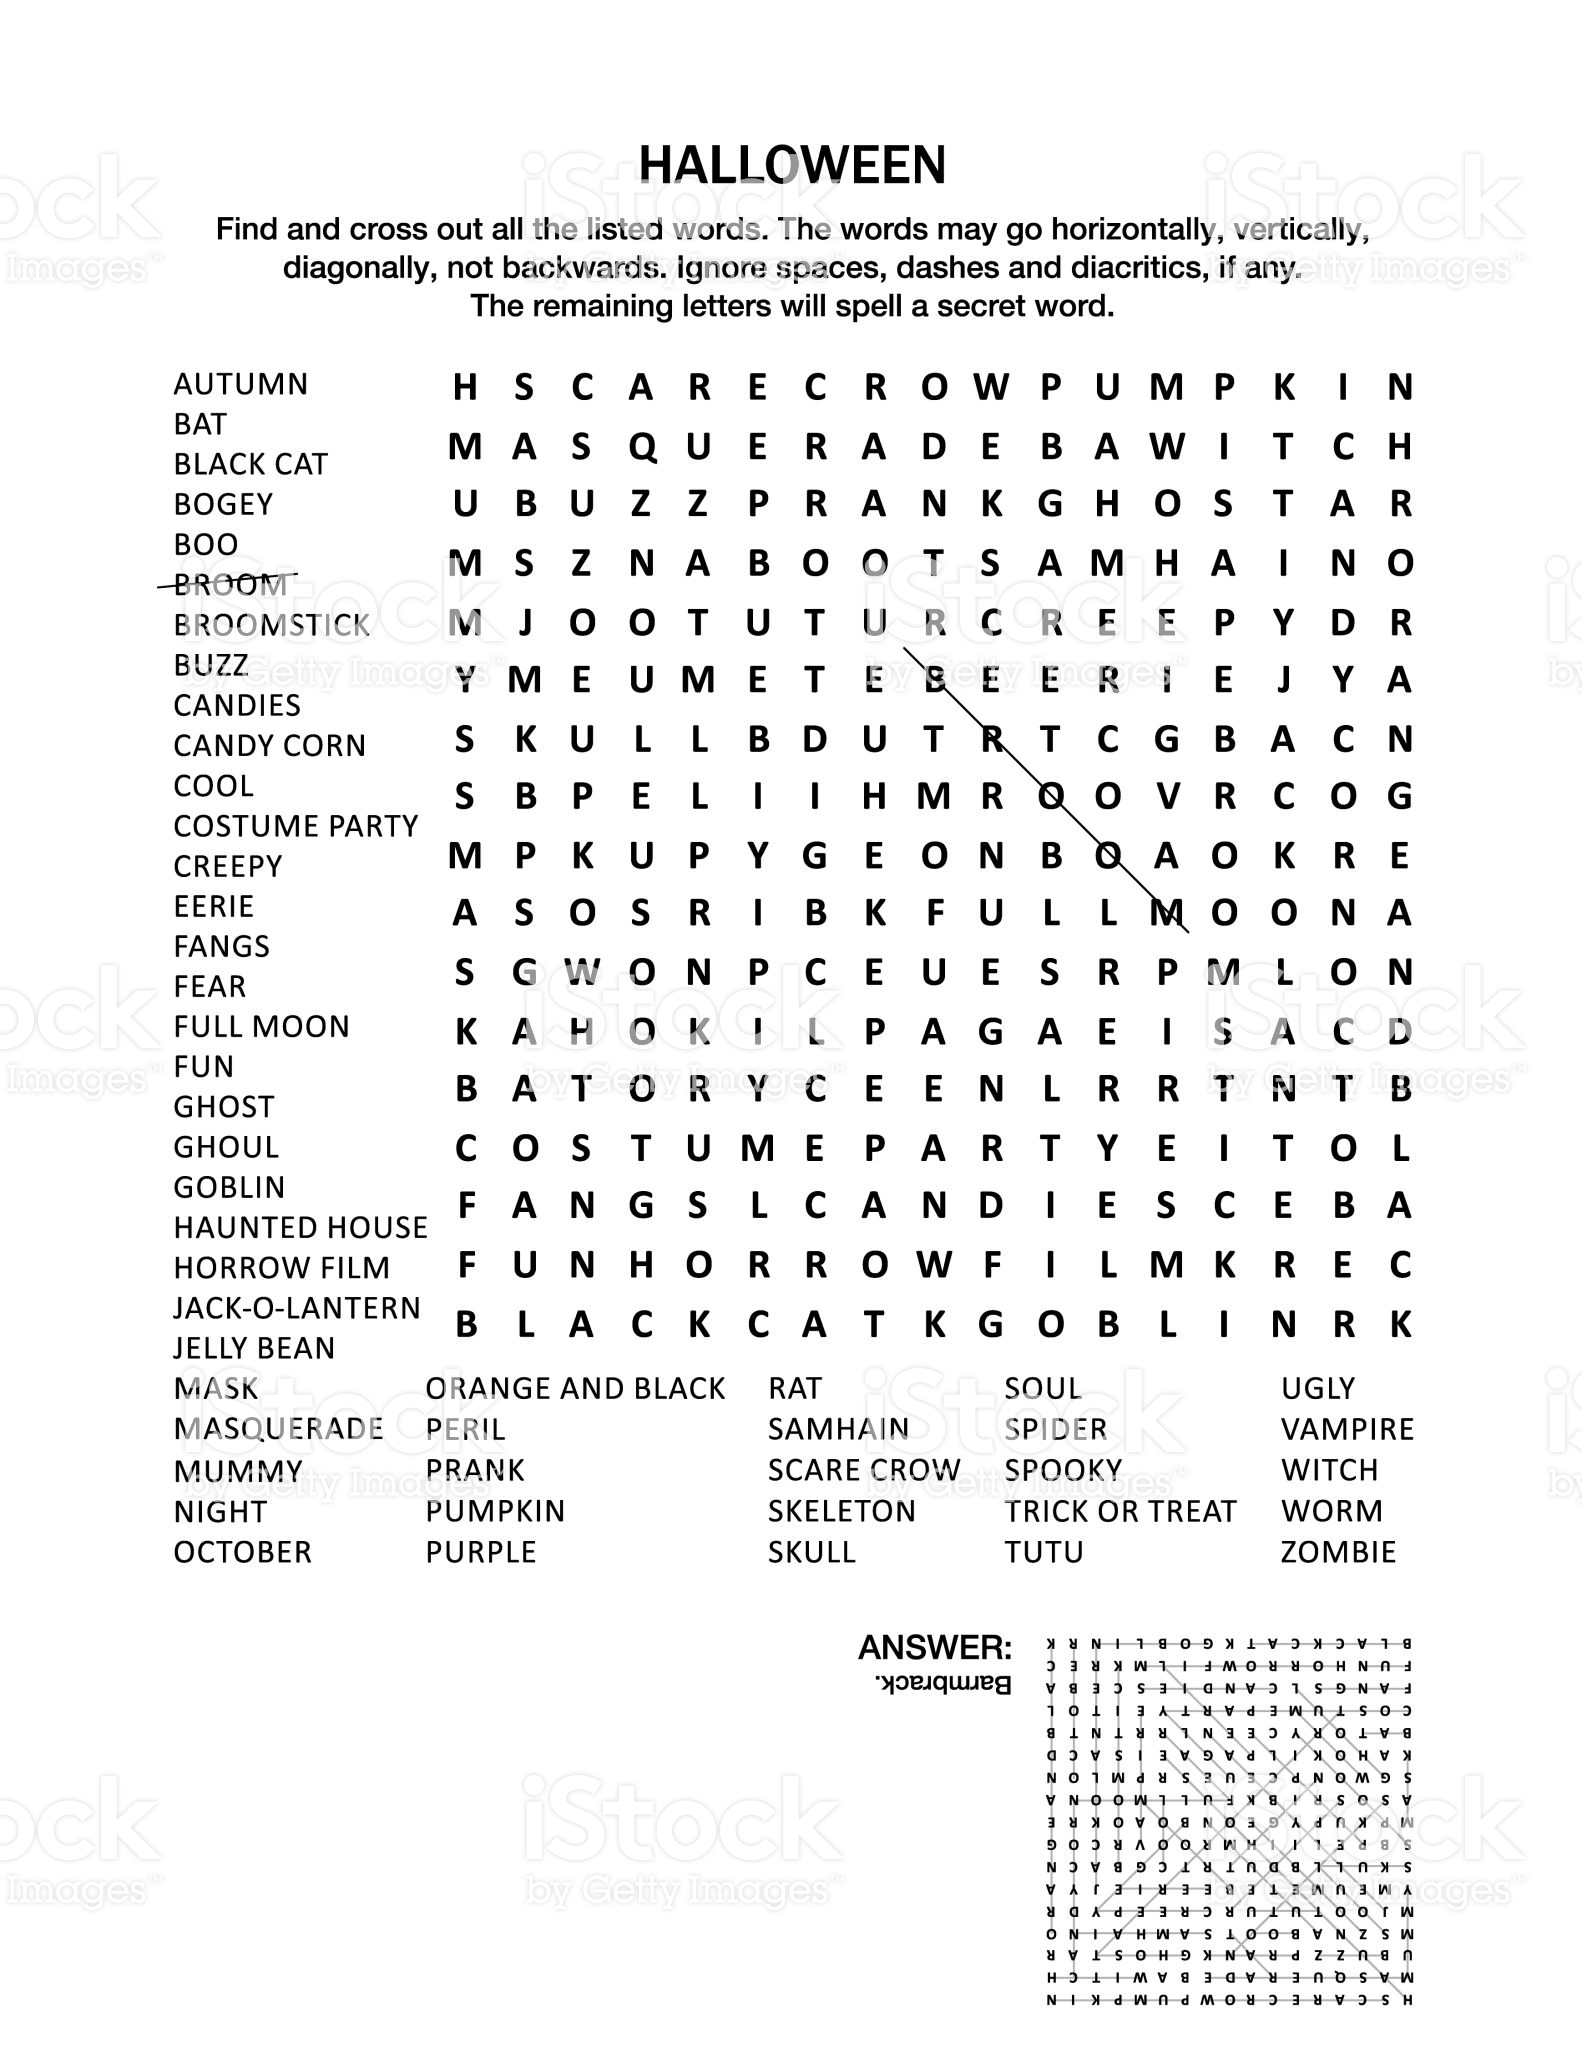 HALLOWEEN
Find and cross out all the listed words. The words may go horizontally, vertically,
diagonally, not backwards. Ignore spaces, dashes and diacritics, if any.
The remaining letters will spell a secret word.
AUTUMN
BAT
BLACK CAT
BOGEY
BOO
BROOM
BROOMSTICK
BUZZ
CANDIES
CANDY CORN
COOL
COSTUME PARTY
CREEPY
EERIE
FANGS
FEAR
FULL MOON
FUN
GHOST
GHOUL
GOBLIN
HAUNTED HOUSE
HORROW FILM
JACK-O-LANTERN
JELLY BEAN
H S C A R E C R O W P U M P K I N
M A S Q U E R A D E B A W I T C H
U B U Z Z P R A N K G H O S T A R
M S Z N A B O O T S A M H A I N O
M J O O T U T U R C R E E P Y D R
Y M E U M E T E B E E R I E J Y A
S K U L L B D U T R T C G B A C N
S B P E L I I H M R O O V R C O G
M P K U P Y G E O N B O A O K R E
A S O S R I B K F U L L M O O N A
S G W O N P C E U E S R P M L O N
K A H O K I L P A G A E I S A C D
B A T O R Y C E E N L R R T N T B
C O S T U M E P A R T Y E I T O L
F A N G S L C A N D I E S C E B A
F U N H O R R O W F I L M K R E C
B L A C K C A T K G O B L I N R K
MASK ORANGE AND BLACK RAT SOUL UGLY
MASQUERADE PERIL SAMHAIN SPIDER VAMPIRE
MUMMY PRANK SCARE CROW SPOOKY WITCH
NIGHT PUMPKIN SKELETON TRICK OR TREAT WORM
OCTOBER PURPLE SKULL TUTU ZOMBIE
ANSWER:
Barmbrack.
H S C A R E C R O W P U M P K I N
M A S Q U E R A D E B A W I T C H
U B U Z Z P R A N K G H O S T A R
M S Z N A B O O T S A M H A I N O
M J O O T U T U R C R E E P Y D R
Y M E U M E T E B E E R I E J Y A
S K U L L B D U T R T C G B A C N
S B P E L I I H M R O O V R C O G
M P K U P Y G E O N B O A O K R E
A S O S R I B K F U L L M O O N A
S G W O N P C E U E S R P M L O N
K A H O K I L P A G A E I S A C D
B A T O R Y C E E N L R R T N T B
C O S T U M E P A R T Y E I T O L
F A N G S L C A N D I E S C E B A
F U N H O R R O W F I L M K R E C
B L A C K C A T K G O B L I N R K
iStock
by Getty Images™